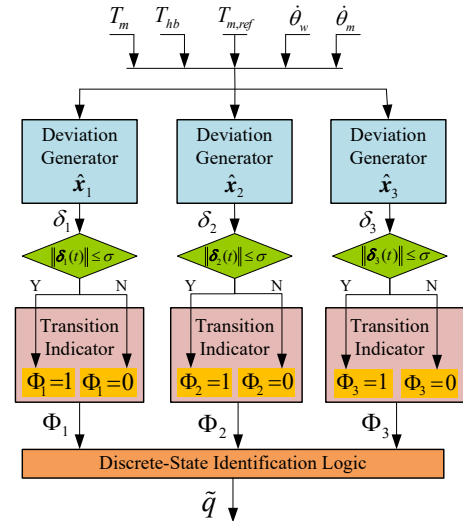 T_m T_hb T_m,ref θ̇_w θ̇_m
Deviation Generator x̂_1
Deviation Generator x̂_2
Deviation Generator x̂_3
δ_1 δ_2 δ_3
‖δ_1(t)‖ ≤ σ
‖δ_2(t)‖ ≤ σ
‖δ_3(t)‖ ≤ σ
Y N Y N Y N
Transition Indicator
Φ_1=1 Φ_1=0
Transition Indicator
Φ_2=1 Φ_2=0
Transition Indicator
Φ_3=1 Φ_3=0
Φ_1 Φ_2 Φ_3
Discrete-State Identification Logic
q̃